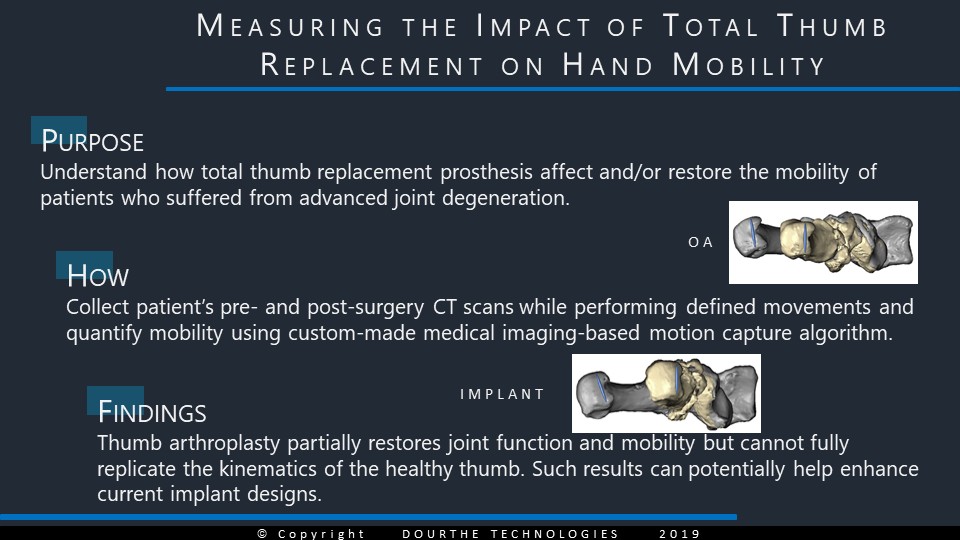 Measuring the Impact of Total Thumb
Replacement on Hand Mobility
Purpose
Understand how total thumb replacement prosthesis affect and/or restore the mobility of
patients who suffered from advanced joint degeneration.
OA
How
Collect patient's pre- and post-surgery CT scans while performing defined movements and
quantify mobility using custom-made medical imaging-based motion capture algorithm.
IMPLANT
Findings
Thumb arthroplasty partially restores joint function and mobility but cannot fully
replicate the kinematics of the healthy thumb. Such results can potentially help enhance
current implant designs.
© Copyright DOURTHE TECHNOLOGIES 2019